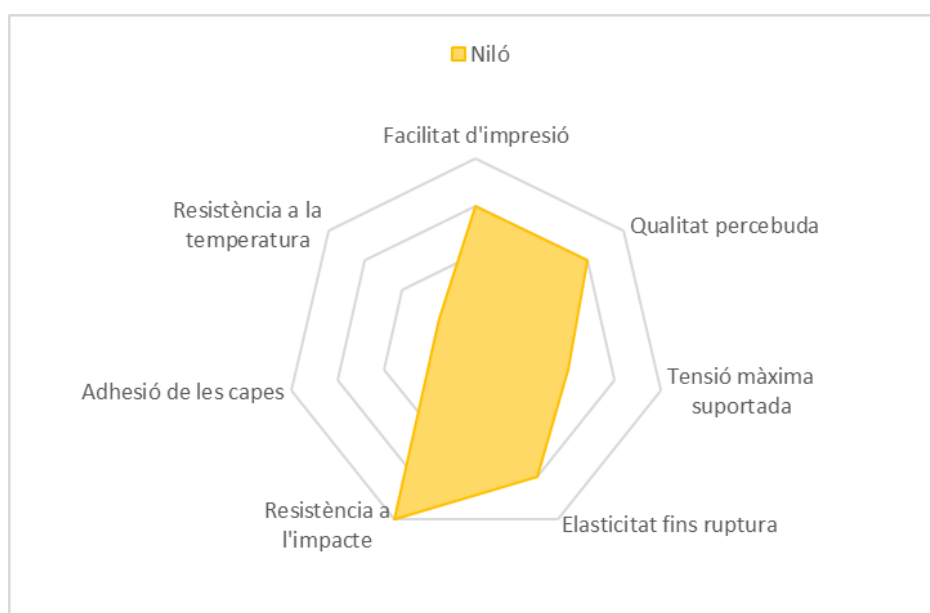 Niló
Facilitat d'impressió
Resistència a la
temperatura
Qualitat percebuda
Adhesió de les capes
Tensió màxima
suportada
Resistència a
l'impacte
Elasticitat fins ruptura